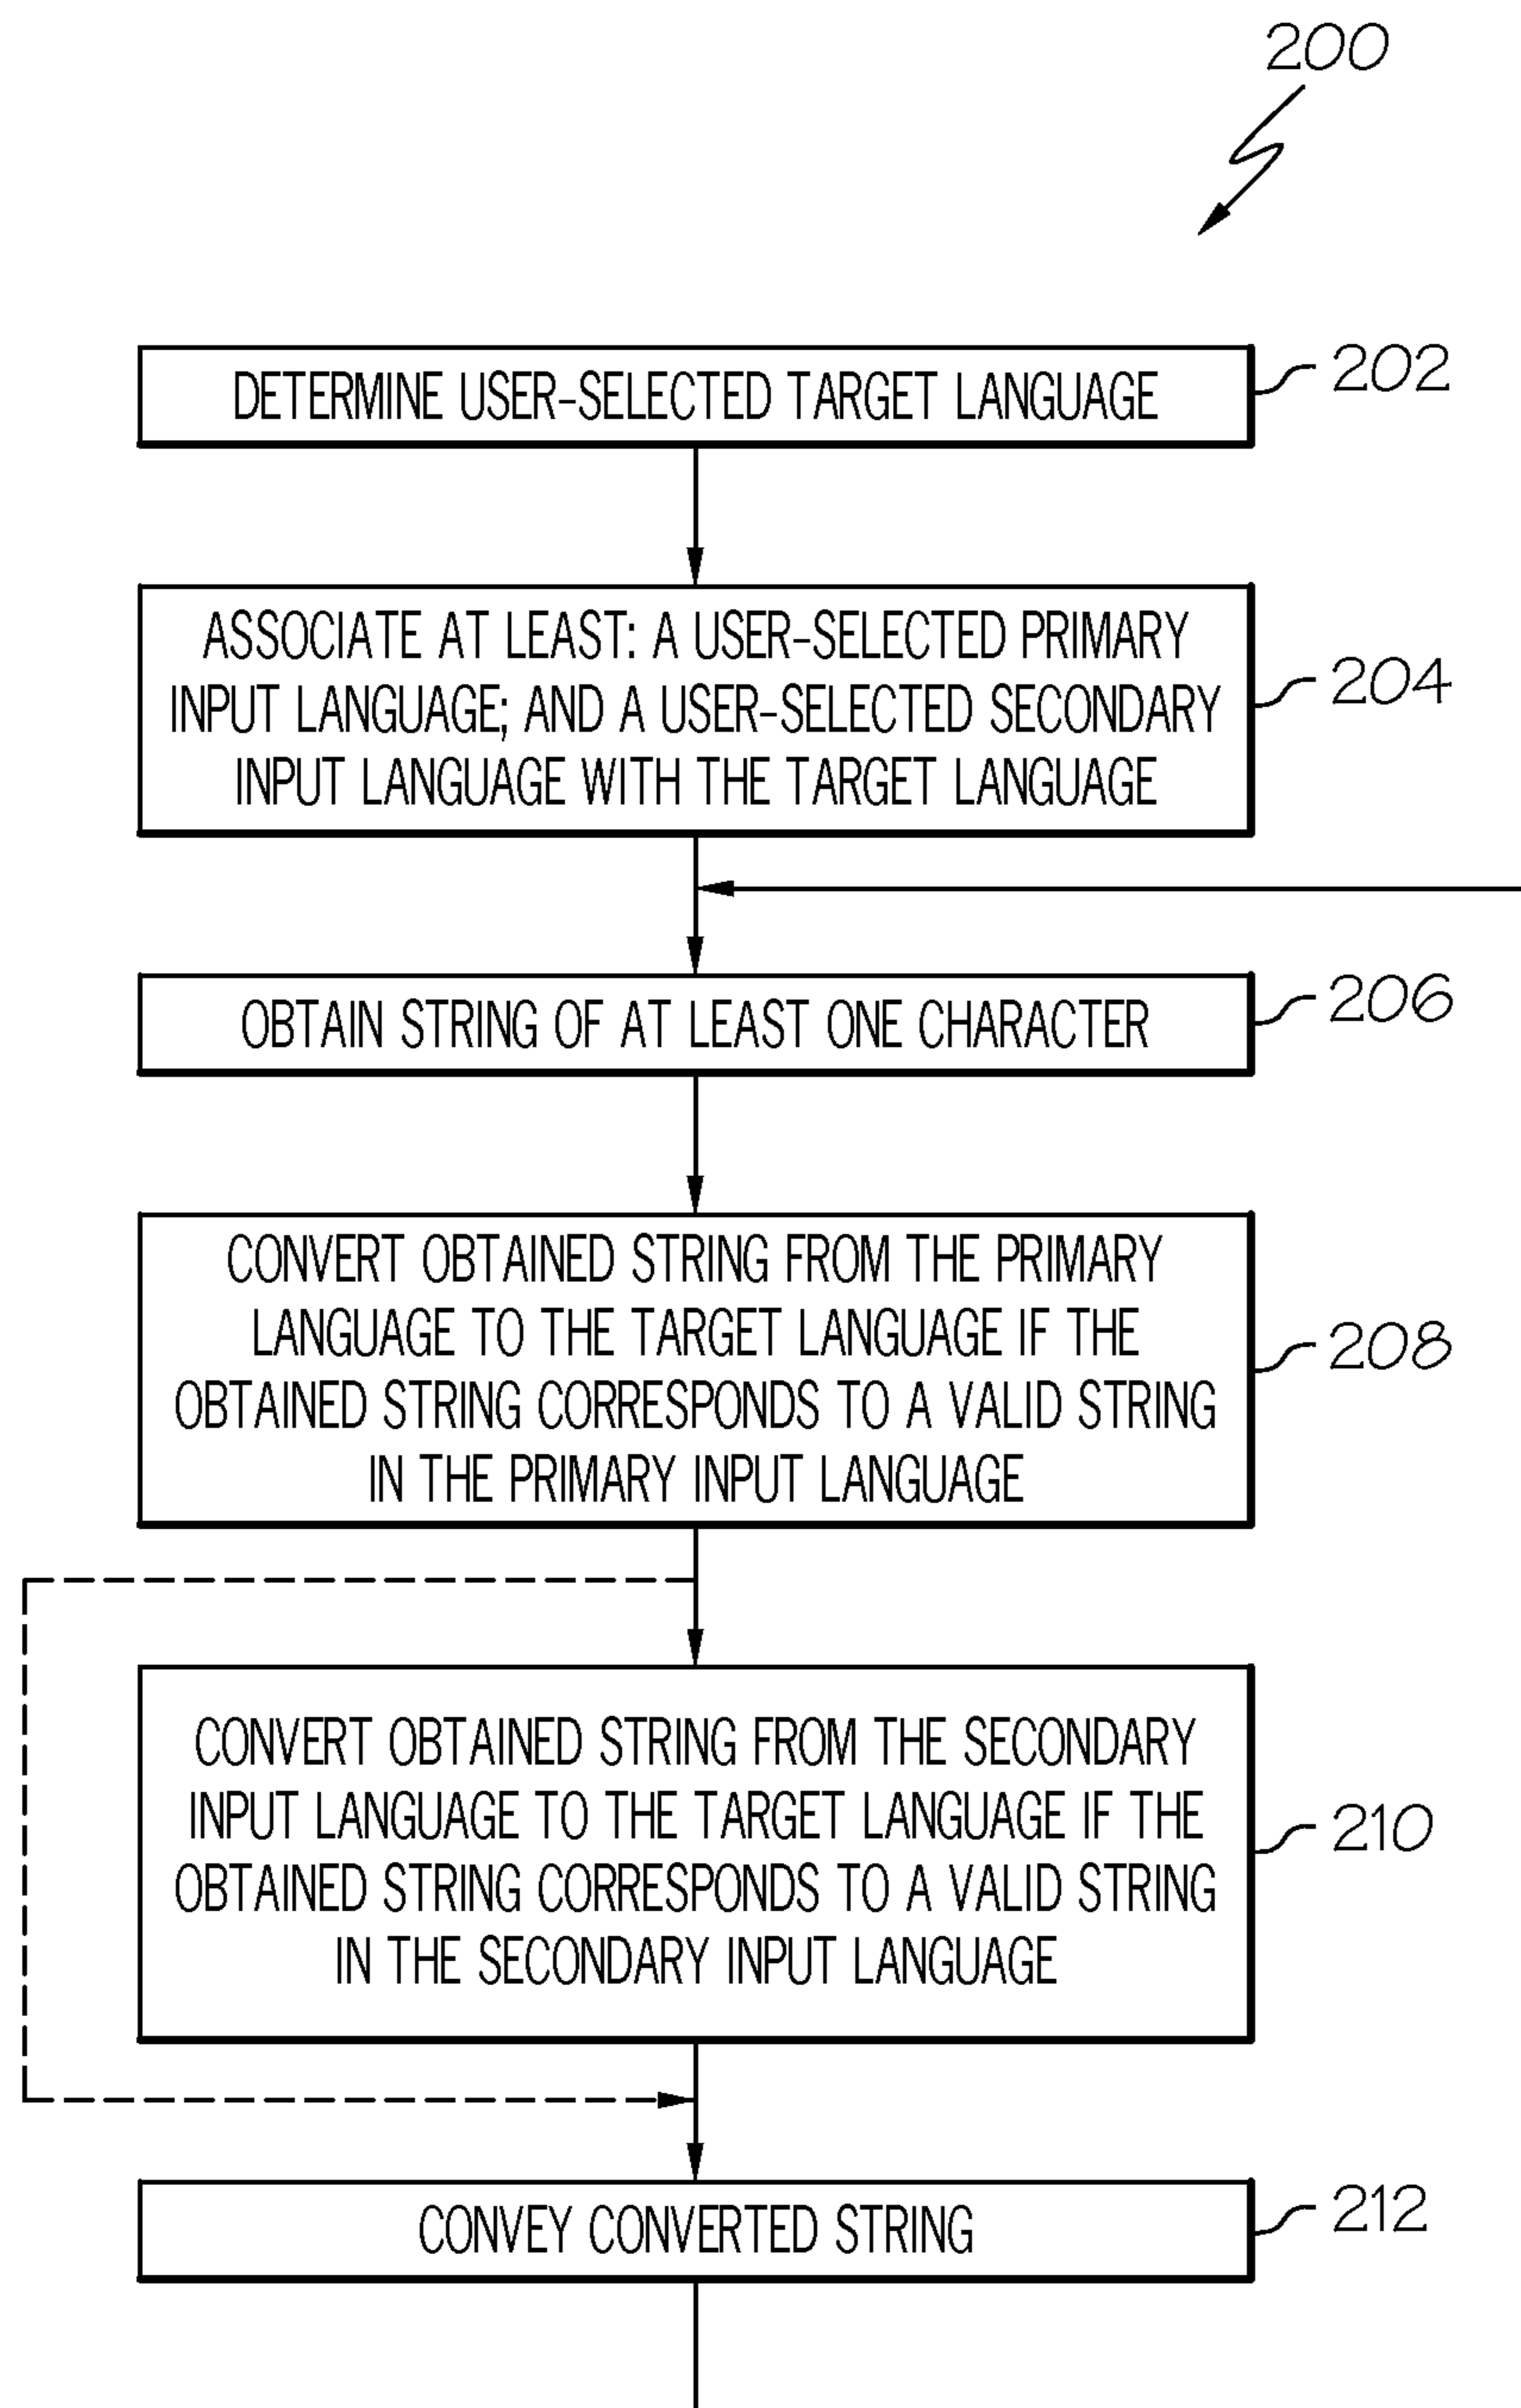 200
DETERMINE USER-SELECTED TARGET LANGUAGE
202
ASSOCIATE AT LEAST: A USER-SELECTED PRIMARY
INPUT LANGUAGE; AND A USER-SELECTED SECONDARY
INPUT LANGUAGE WITH THE TARGET LANGUAGE
204
OBTAIN STRING OF AT LEAST ONE CHARACTER
206
CONVERT OBTAINED STRING FROM THE PRIMARY
LANGUAGE TO THE TARGET LANGUAGE IF THE
OBTAINED STRING CORRESPONDS TO A VALID STRING
IN THE PRIMARY INPUT LANGUAGE
208
CONVERT OBTAINED STRING FROM THE SECONDARY
INPUT LANGUAGE TO THE TARGET LANGUAGE IF THE
OBTAINED STRING CORRESPONDS TO A VALID STRING
IN THE SECONDARY INPUT LANGUAGE
210
CONVEY CONVERTED STRING
212